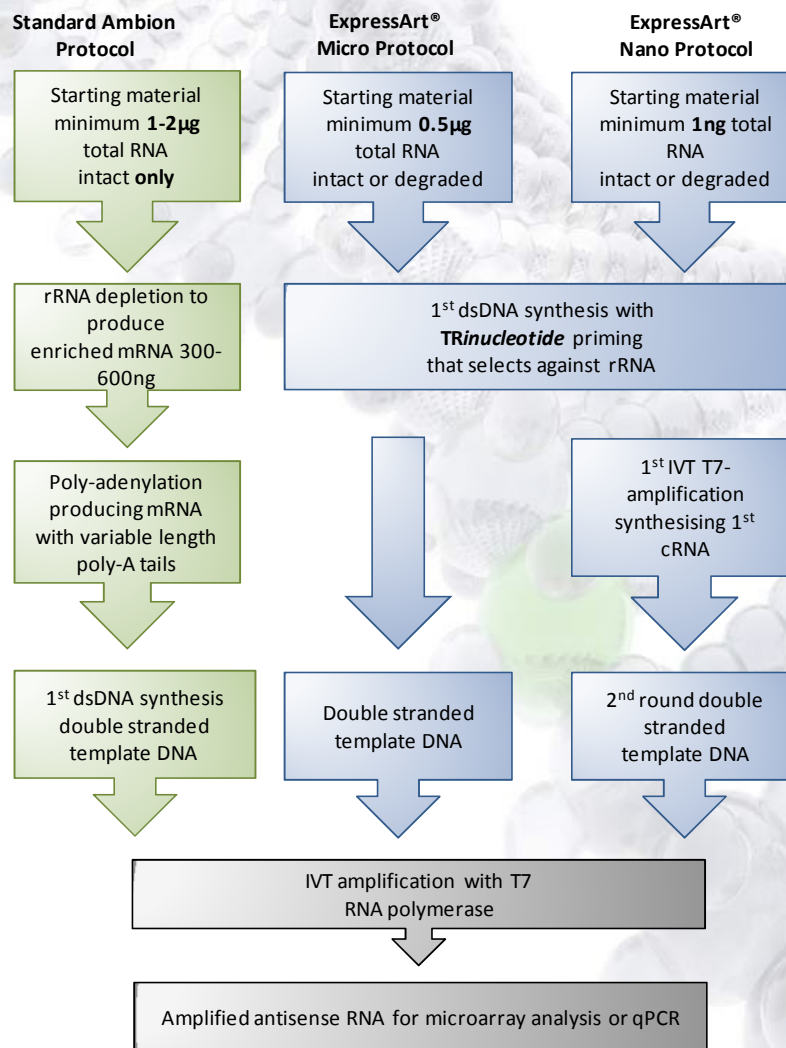 Standard Ambion
Protocol
ExpressArt®
Micro Protocol
ExpressArt®
Nano Protocol
Starting material
minimum 1-2µg
total RNA
intact only
Starting material
minimum 0.5µg
total RNA
intact or degraded
Starting material
minimum 1ng total
RNA
intact or degraded
rRNA depletion to
produce
enriched mRNA 300-
600ng
1st dsDNA synthesis with
TRinucleotide priming
that selects against rRNA
Poly-adenylation
producing mRNA
with variable length
poly-A tails
1st IVT T7-
amplification
synthesising 1st
cRNA
1st dsDNA synthesis
double stranded
template DNA
Double stranded
template DNA
2nd round double
stranded
template DNA
IVT amplification with T7
RNA polymerase
Amplified antisense RNA for microarray analysis or qPCR